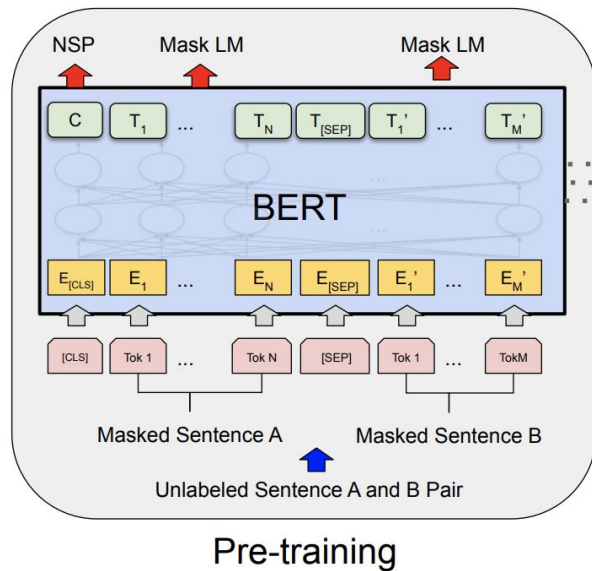 NSP Mask LM Mask LM
C T1 ... TN T[SEP] T1' ... TM'
...
...
BERT
E[CLS] E1 ... EN E[SEP] E1' ... EM'
[CLS] Tok 1 ... Tok N [SEP] Tok 1 ... TokM
Masked Sentence A Masked Sentence B
Unlabeled Sentence A and B Pair
Pre-training